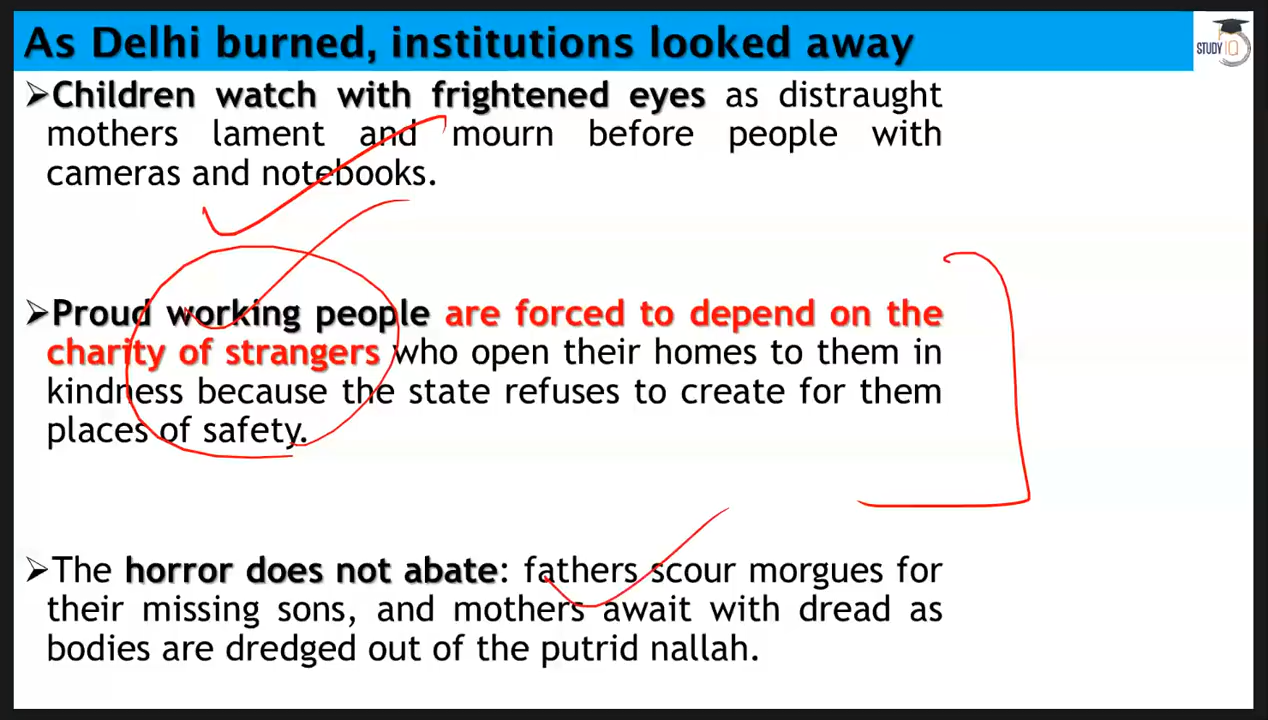 As Delhi burned, institutions looked away
STUDY IQ
➢Children watch with frightened eyes as distraught
mothers lament and mourn before people with
cameras and notebooks.
➢Proud working people are forced to depend on the
charity of strangers who open their homes to them in
kindness because the state refuses to create for them
places of safety.
➢The horror does not abate: fathers scour morgues for
their missing sons, and mothers await with dread as
bodies are dredged out of the putrid nallah.